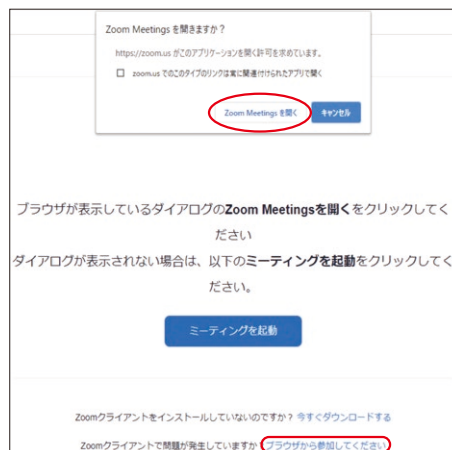 Zoom Meetings を開きますか？
https://zoom.us がこのアプリケーションを開く許可を求めています。
zoom.us でこのタイプのリンクは常に関連付けられたアプリで開く
Zoom Meetings を開く キャンセル
ブラウザが表示しているダイアログのZoom Meetingsを開くをクリックしてく
ださい
ダイアログが表示されない場合は、以下のミーティングを起動をクリックしてく
ださい。
ミーティングを起動
Zoomクライアントをインストールしていないのですか？ 今すぐダウンロードする
Zoomクライアントで問題が発生していますか ブラウザから参加してください